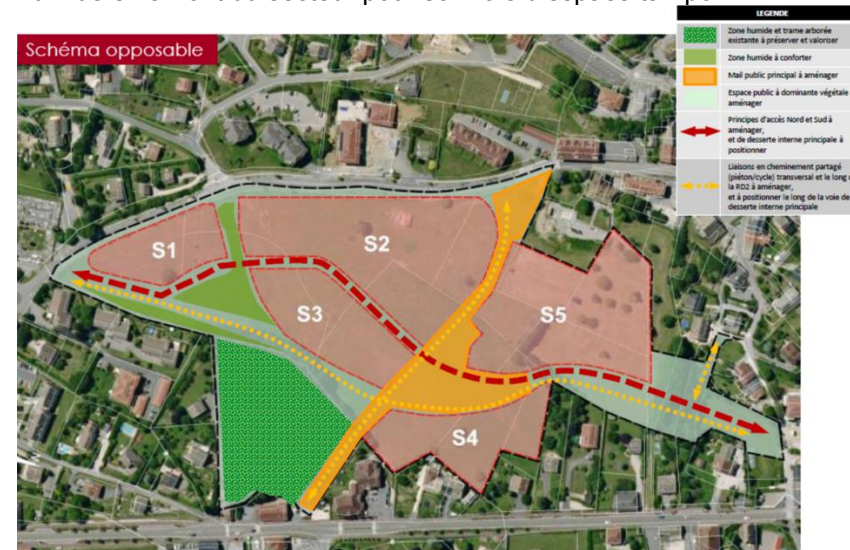 LEGENDE
Zone humide et trame arborée
existante à préserver et valoriser
Zone humide à conforter
Mail public principal à aménager
Espace public à dominante végétale
aménager
Principes d'accès Nord et Sud à
aménager,
et de desserte interne principale à
positionner
Liaisons en cheminement partagé
(piéton/cycle) transversal et le long
la RD2 à aménager,
et à positionner le long de la voie de
desserte interne principale
Schéma opposable
S1
S2
S3
S5
S4